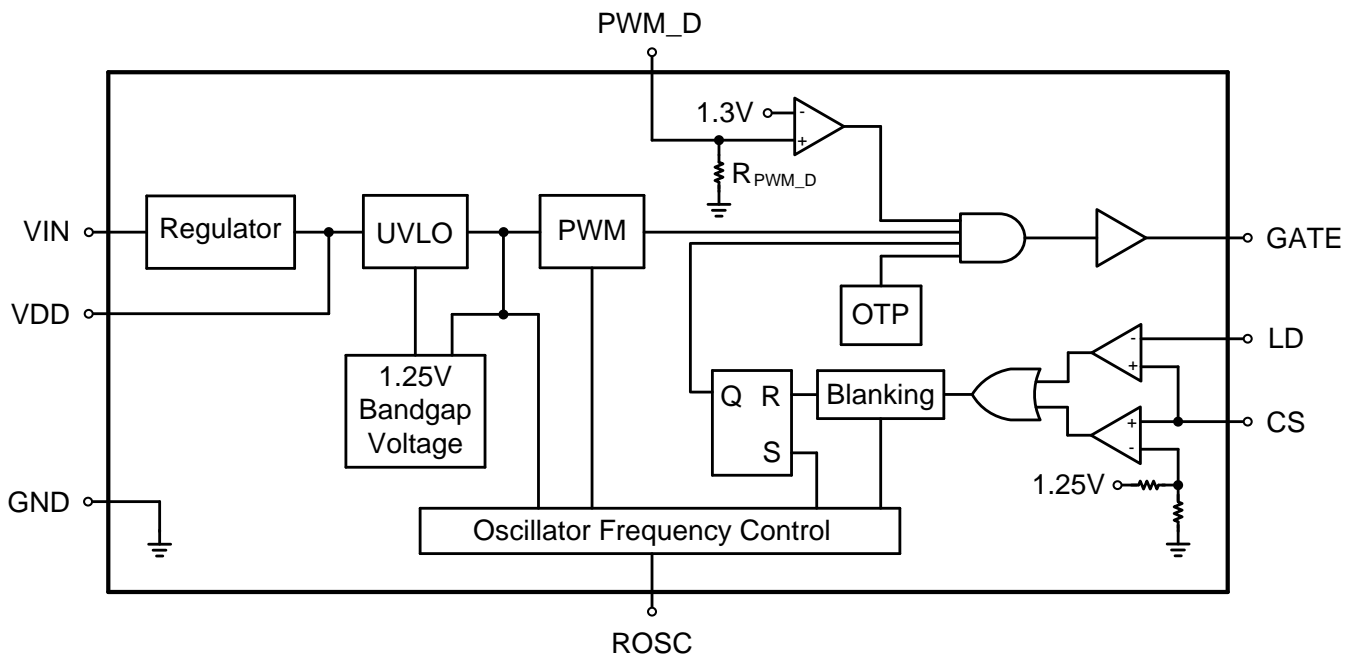 PWM_D
1.3V
-
+
RPWM_D
VIN
Regulator
UVLO
PWM
GATE
VDD
OTP
LD
-
+
1.25V
Bandgap
Voltage
Q
R
Blanking
S
CS
+
-
1.25V
GND
Oscillator Frequency Control
ROSC